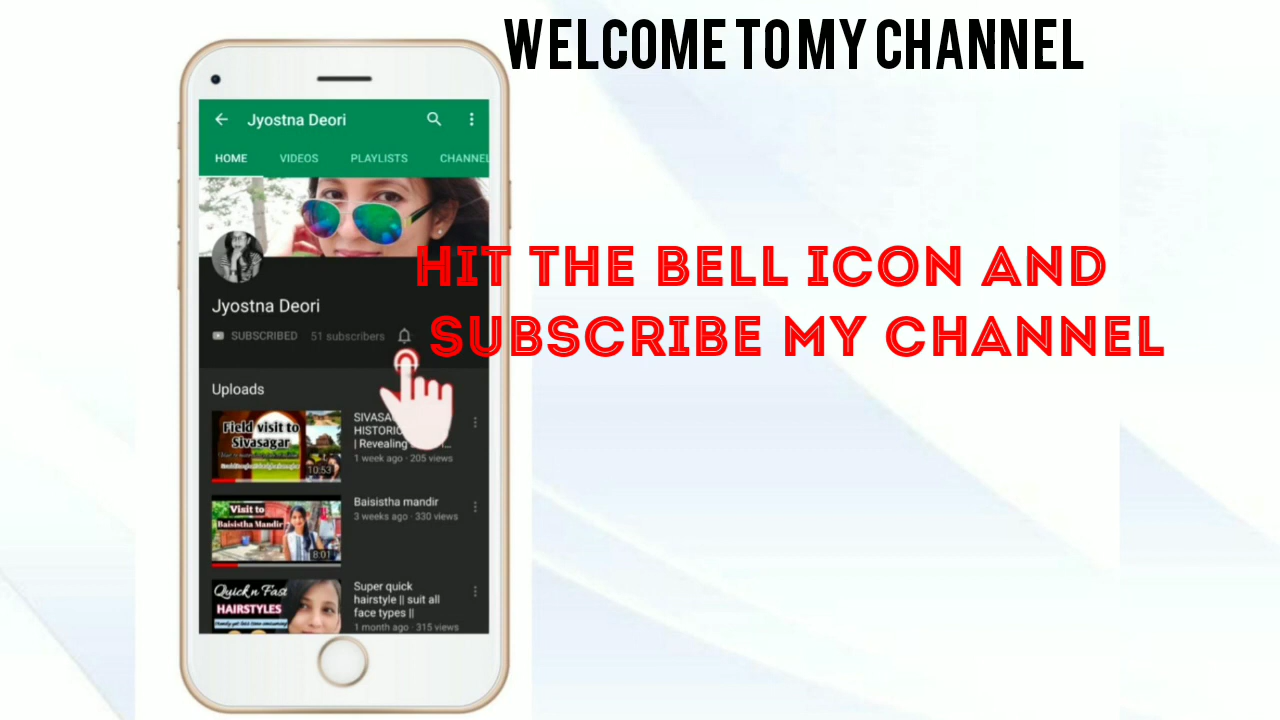 WELCOME TO MY CHANNEL
Jyostna Deori
HOME VIDEOS PLAYLISTS CHANNEL
HIT THE BELL ICON AND
SUBSCRIBE MY CHANNEL
Jyostna Deori
SUBSCRIBED 51 subscribers
Uploads
Field visit to
Sivasagar
10:53
SIVASA
HISTORIC
| Revealing
1 week ago · 205 views
Visit to
Baisistha Mandir
8:01
Baisistha mandir
3 weeks ago · 330 views
Quick n Fast
HAIRSTYLES
Super quick
hairstyle || suit all
face types ||
1 month ago · 315 views